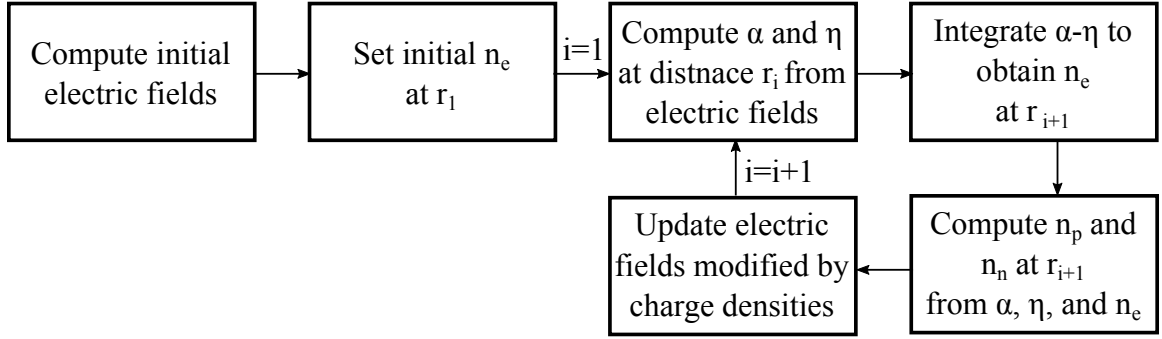 Compute initial
electric fields
Set initial nₑ
at r₁
i=1
Compute α and η
at distnace rᵢ from
electric fields
Integrate α-η to
obtain nₑ
at r ᵢ₊₁
Compute nₚ and
nₙ at rᵢ₊₁
from α, η, and nₑ
Update electric
fields modified by
charge densities
i=i+1